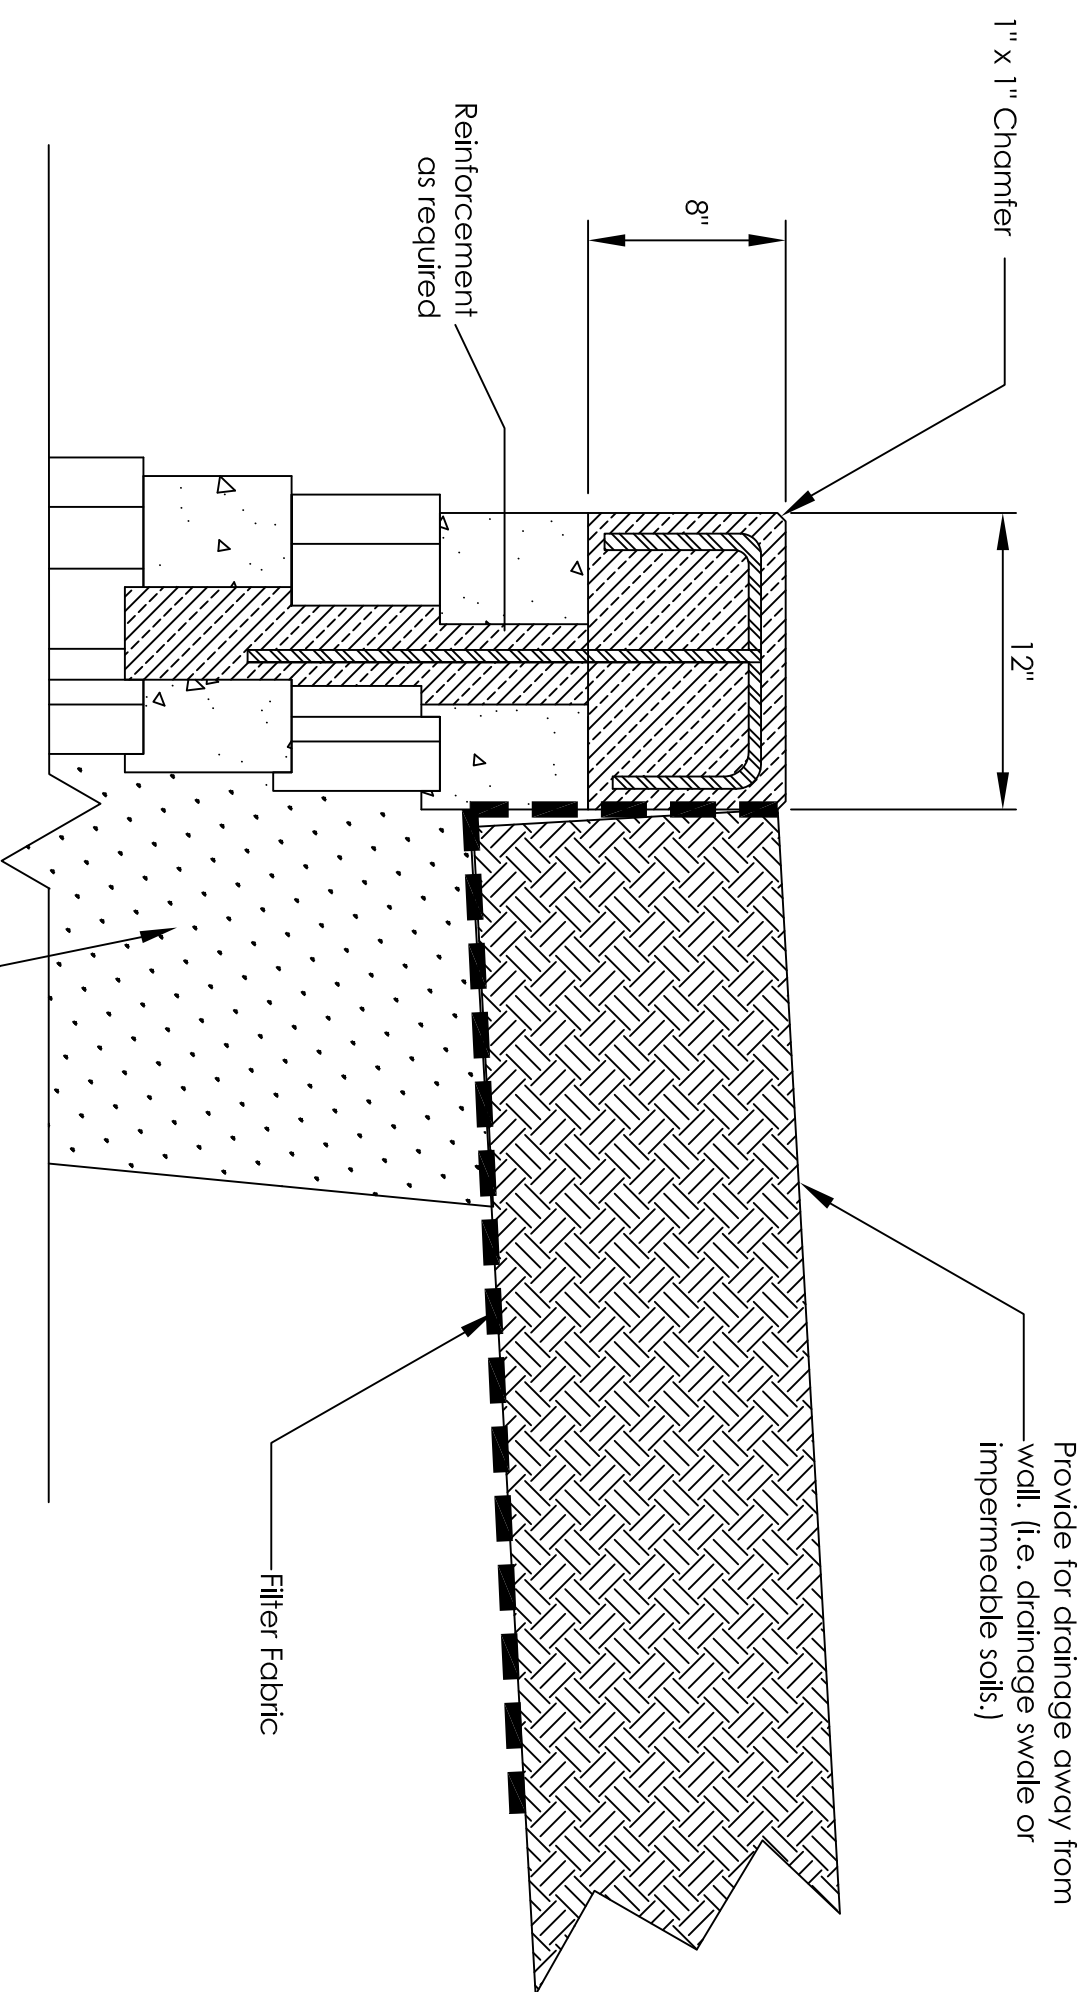 1" x 1" Chamfer
12"
8"
Reinforcement
as required
Provide for drainage away from
wall. (i.e. drainage swale or
impermeable soils.)
Filter Fabric